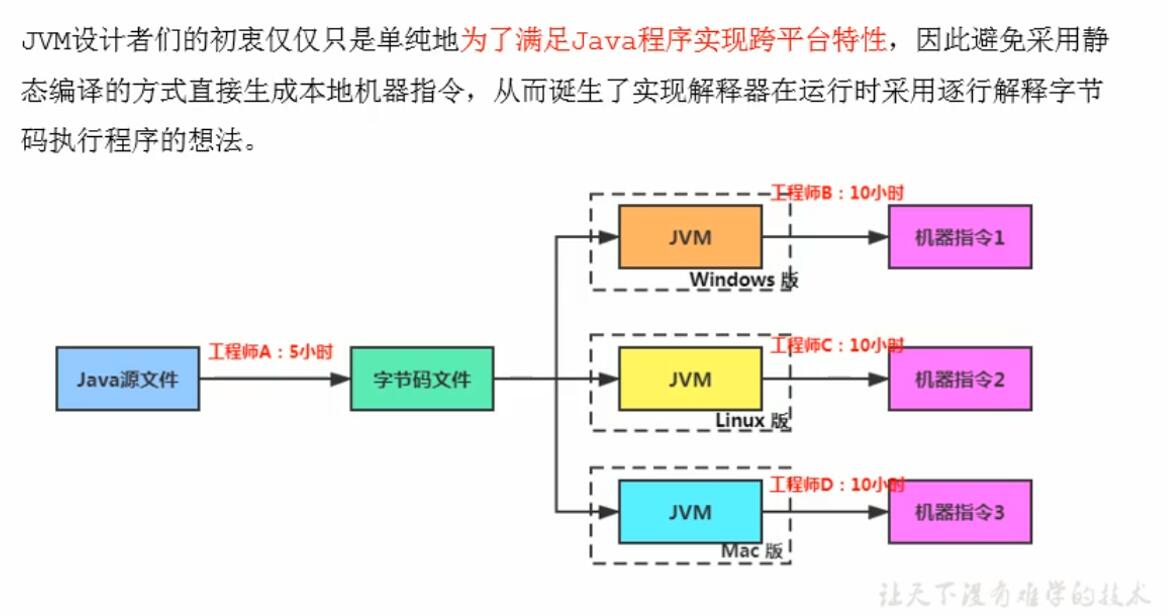 JVM设计者们的初衷仅仅只是单纯地为了满足Java程序实现跨平台特性，因此避免采用静
态编译的方式直接生成本地机器指令，从而诞生了实现解释器在运行时采用逐行解释字节
码执行程序的想法。
工程师B：10小时
JVM
机器指令1
Windows 版
工程师A：5小时
工程师C：10小时
Java源文件
字节码文件
JVM
机器指令2
Linux 版
工程师D：10小时
JVM
机器指令3
Mac 版
让天下没有难学的技术